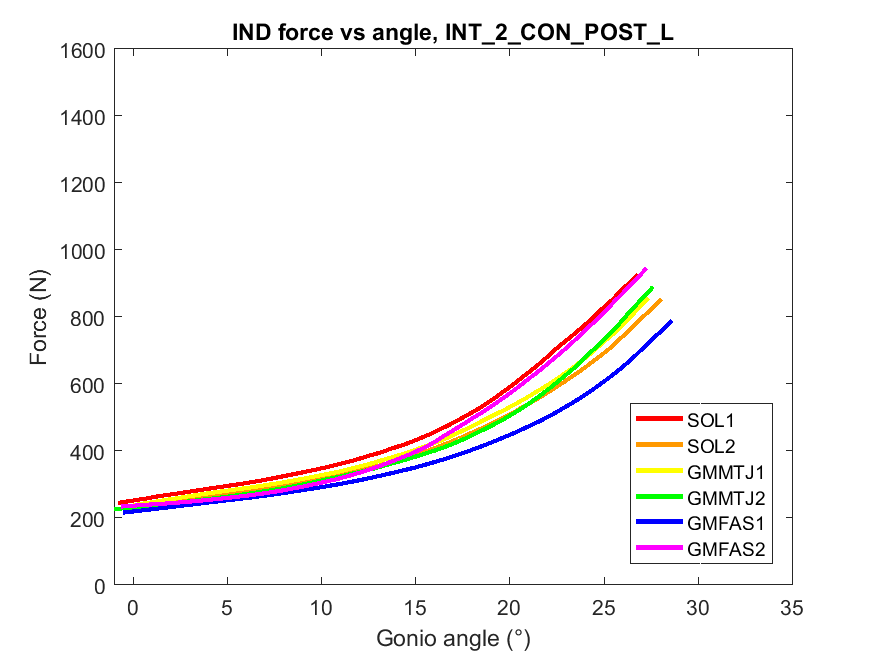 IND force vs angle, INT_2_CON_POST_L
1600
1400
1200
1000
800
600
400
200
0
Force (N)
0 5 10 15 20 25 30 35
Gonio angle (°)
SOL1
SOL2
GMMTJ1
GMMTJ2
GMFAS1
GMFAS2